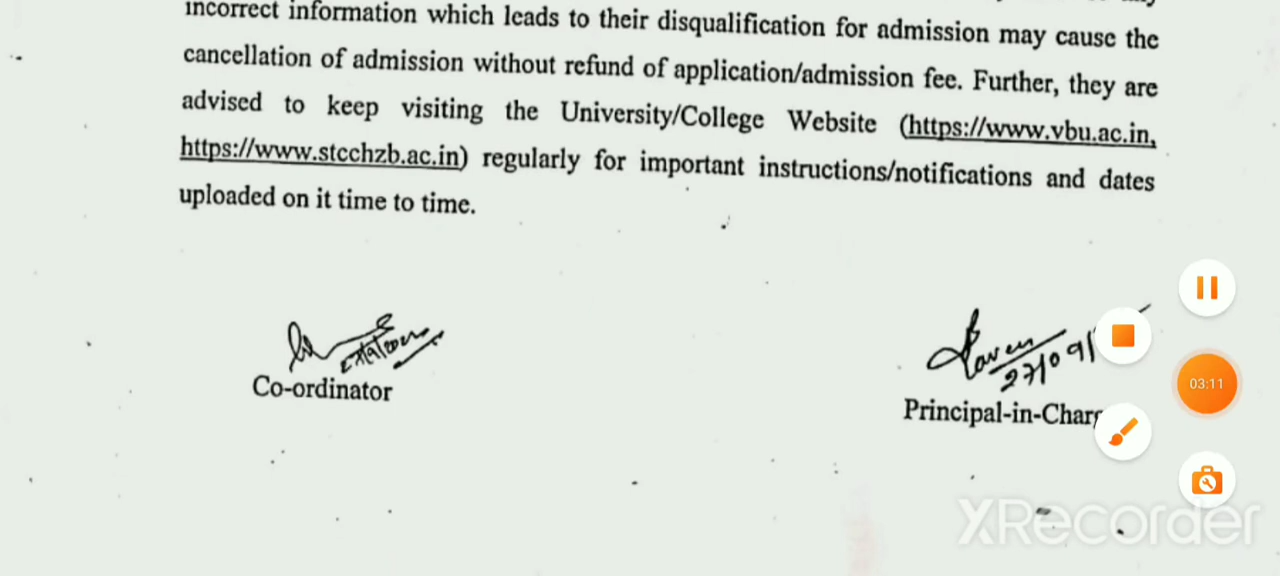 incorrect information which leads to their disqualification for admission may cause the
cancellation of admission without refund of application/admission fee. Further, they are
advised to keep visiting the University/College Website (https://www.vbu.ac.in,
https://www.stcchzb.ac.in) regularly for important instructions/notifications and dates
uploaded on it time to time.
27/09/
Co-ordinator
Principal-in-Charg
03:11
XRecorder